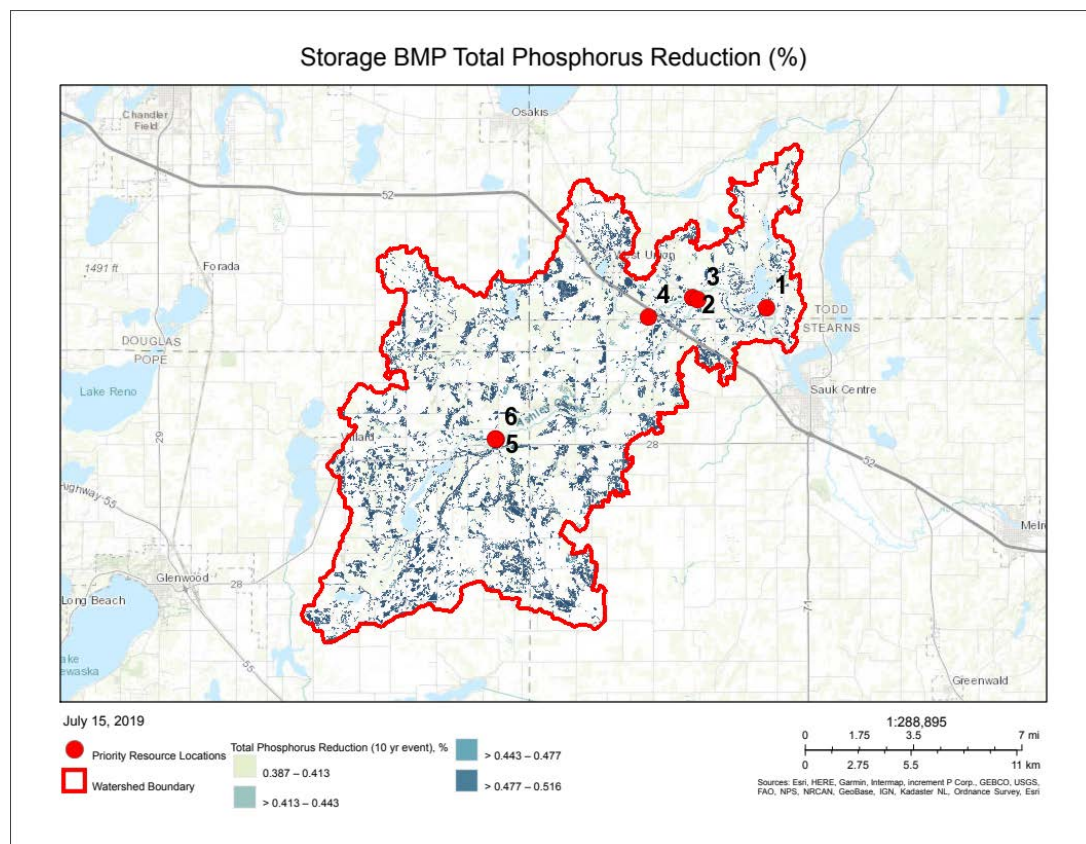 Storage BMP Total Phosphorus Reduction (%)
Chandler
Field
Osakis
52
West Union
1491 ft
Forada
3
1
4
2
TODD
STEARNS
DOUGLAS
POPE
Lake Reno
Sauk Centre
29
6
Ashley
28
5
52
Highway-55
Melr
Glenwood
28
Long Beach
71
55
Greenwald
July 15, 2019
1:288,895
Priority Resource Locations
Total Phosphorus Reduction (10 yr event), %
> 0.443 – 0.477
0 1.75 3.5 7 mi
0.387 – 0.413
Watershed Boundary
> 0.477 – 0.516
0 2.75 5.5 11 km
> 0.413 – 0.443
Sources: Esri, HERE, Garmin, Intermap, increment P Corp., GEBCO, USGS,
FAO, NPS, NRCAN, GeoBase, IGN, Kadaster NL, Ordnance Survey, Esri